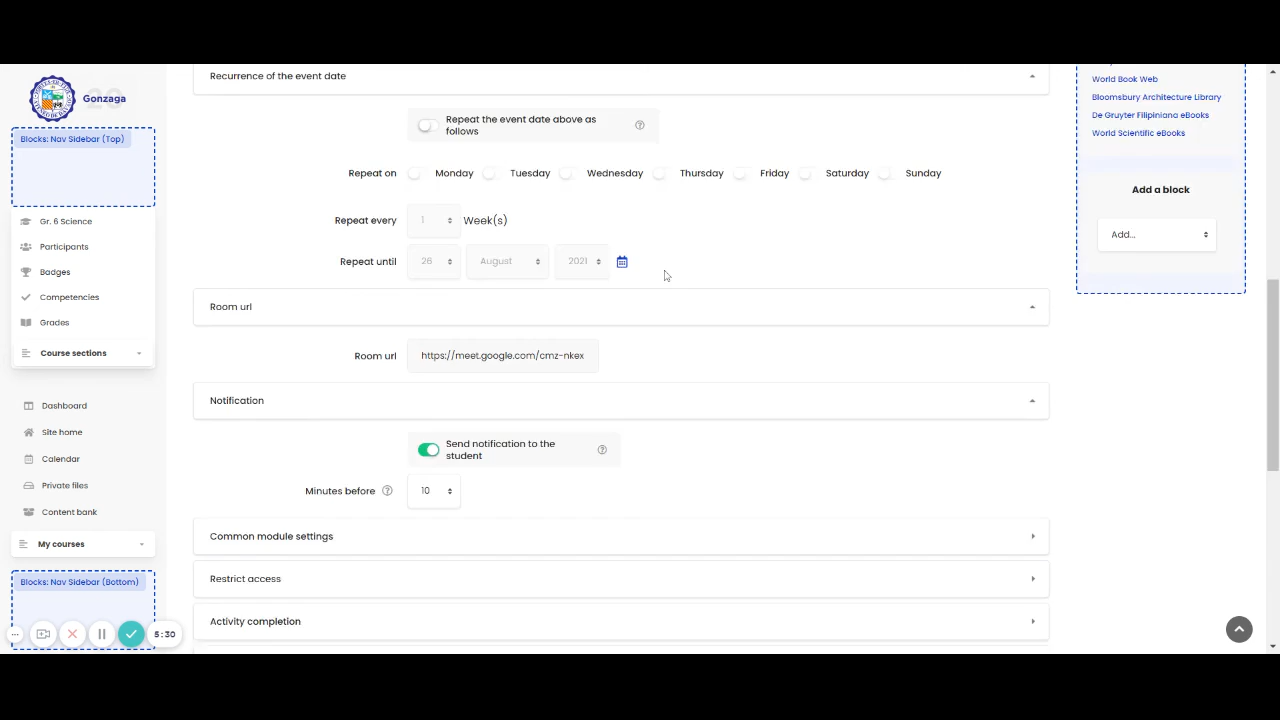 Gonzaga
Blocks: Nav Sidebar (Top)
Gr. 6 Science
Participants
Badges
Competencies
Grades
Course sections
Dashboard
Site home
Calendar
Private files
Content bank
My courses
Blocks: Nav Sidebar (Bottom)
5:30
Recurrence of the event date
Repeat the event date above as
follows
Repeat on Monday Tuesday Wednesday Thursday Friday Saturday Sunday
Repeat every 1 Week(s)
Repeat until 26 August 2021
Room url
Room url https://meet.google.com/cmz-nkex
Notification
Send notification to the
student
Minutes before 10
Common module settings
Restrict access
Activity completion
World Book Web
Bloomsbury Architecture Library
De Gruyter Filipiniana eBooks
World Scientific eBooks
Add a block
Add...